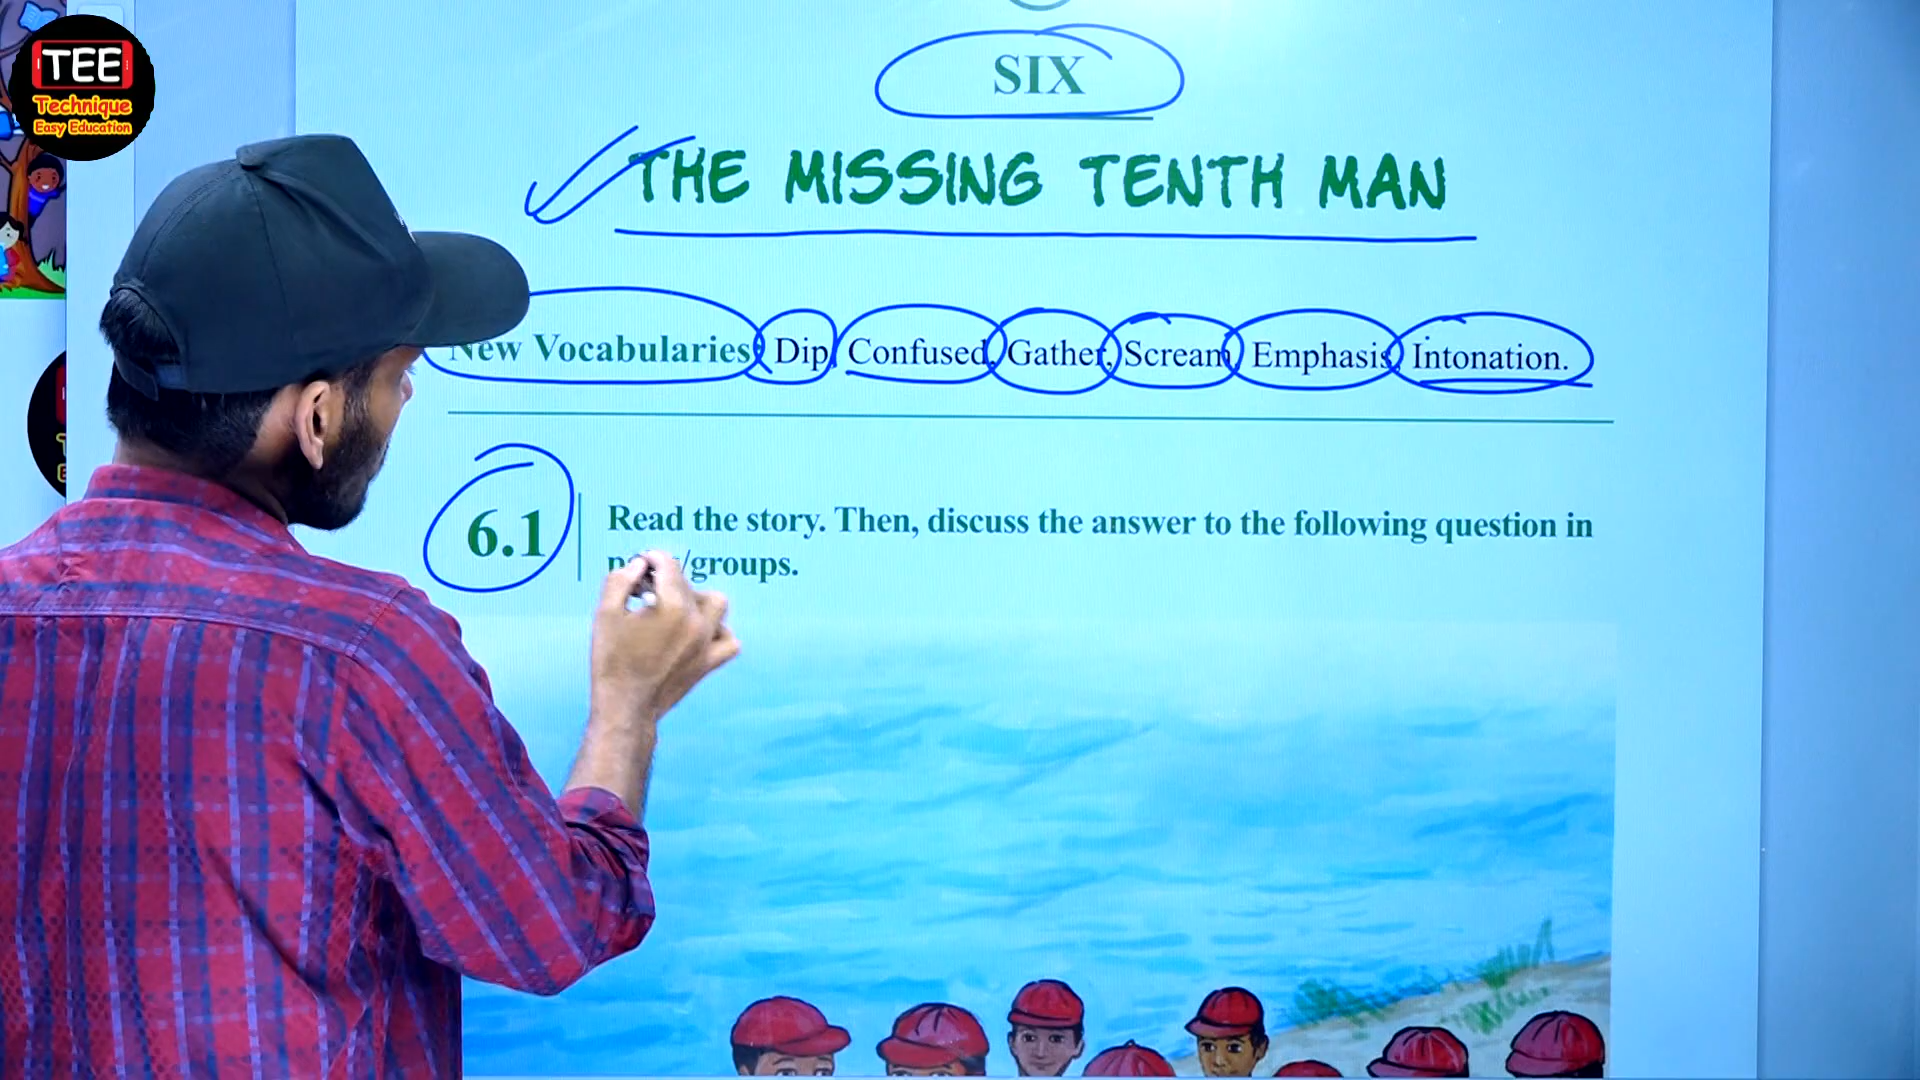 TEE
Technique
Easy Education
SIX
THE MISSING TENTH MAN
New Vocabularies: Dip, Confused, Gather, Scream, Emphasis, Intonation.
6.1
Read the story. Then, discuss the answer to the following question in
/groups.